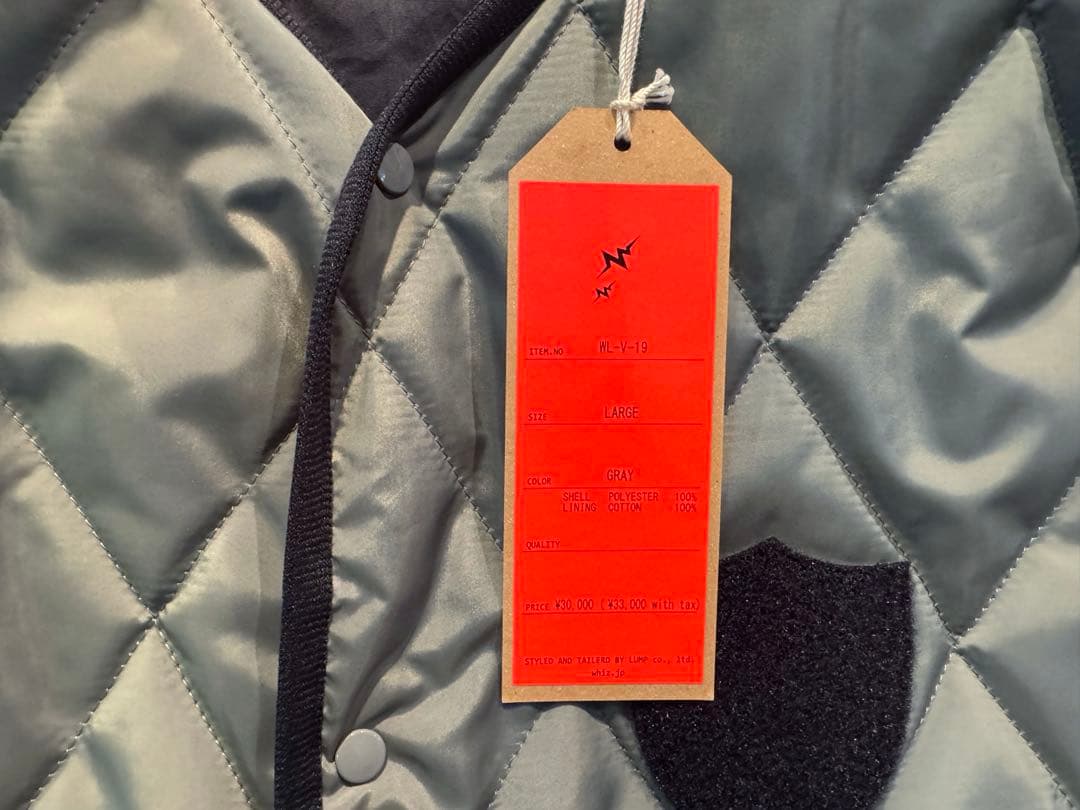 ITEM.NO WL-V-19
SIZE LARGE
COLOR GRAY
SHELL POLYESTER 100%
LINING COTTON 100%
QUALITY
PRICE ¥30,000 (¥33,000 with tax)
STYLED AND TAILERD BY LUMP co., ltd.
whiz.jp